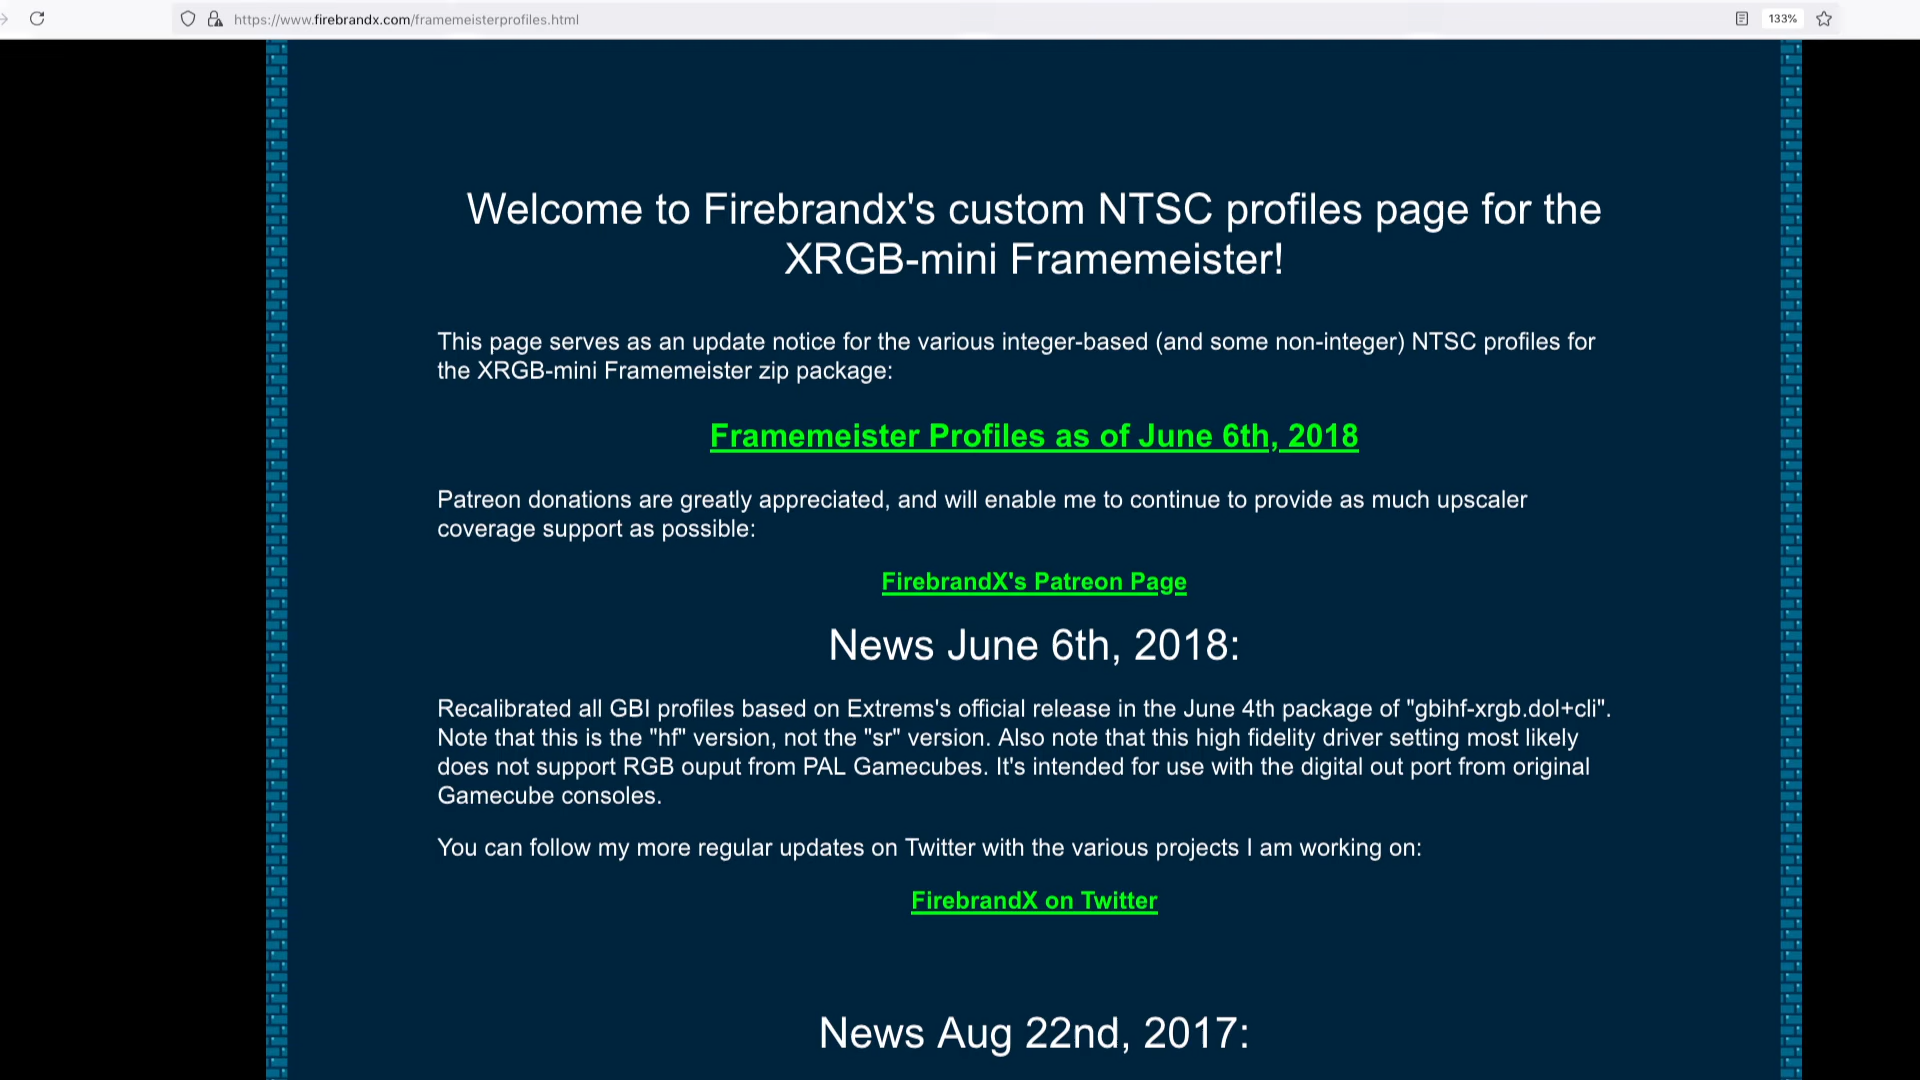 https://www.firebrandx.com/framemeisterprofiles.html
133%
Welcome to Firebrandx's custom NTSC profiles page for the
XRGB-mini Framemeister!
This page serves as an update notice for the various integer-based (and some non-integer) NTSC profiles for
the XRGB-mini Framemeister zip package:
Framemeister Profiles as of June 6th, 2018
Patreon donations are greatly appreciated, and will enable me to continue to provide as much upscaler
coverage support as possible:
FirebrandX's Patreon Page
News June 6th, 2018:
Recalibrated all GBI profiles based on Extrems's official release in the June 4th package of "gbihf-xrgb.dol+cli".
Note that this is the "hf" version, not the "sr" version. Also note that this high fidelity driver setting most likely
does not support RGB ouput from PAL Gamecubes. It's intended for use with the digital out port from original
Gamecube consoles.
You can follow my more regular updates on Twitter with the various projects I am working on:
FirebrandX on Twitter
News Aug 22nd, 2017: